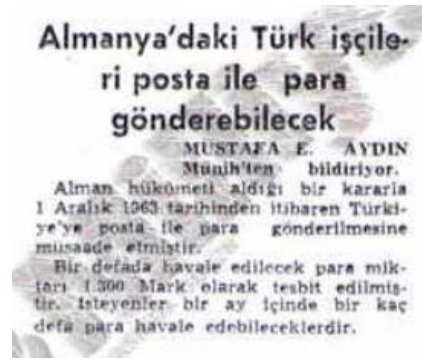 Almanya'daki Türk işçile-
ri posta ile para
gönderebilecek
MUSTAFA E. AYDIN
Münih'ten bildiriyor.
Alman hükûmeti aldığı bir kararla
1 Aralık 1963 tarihinden itibaren Türki-
ye'ye posta ile para gönderilmesine
müsaade etmiştir.
Bir defada havale edilecek para mik-
tarı 1.300 Mark olarak tesbit edilmiş-
tir. İsteyenler bir ay içinde bir kaç
defa para havale edebileceklerdir.